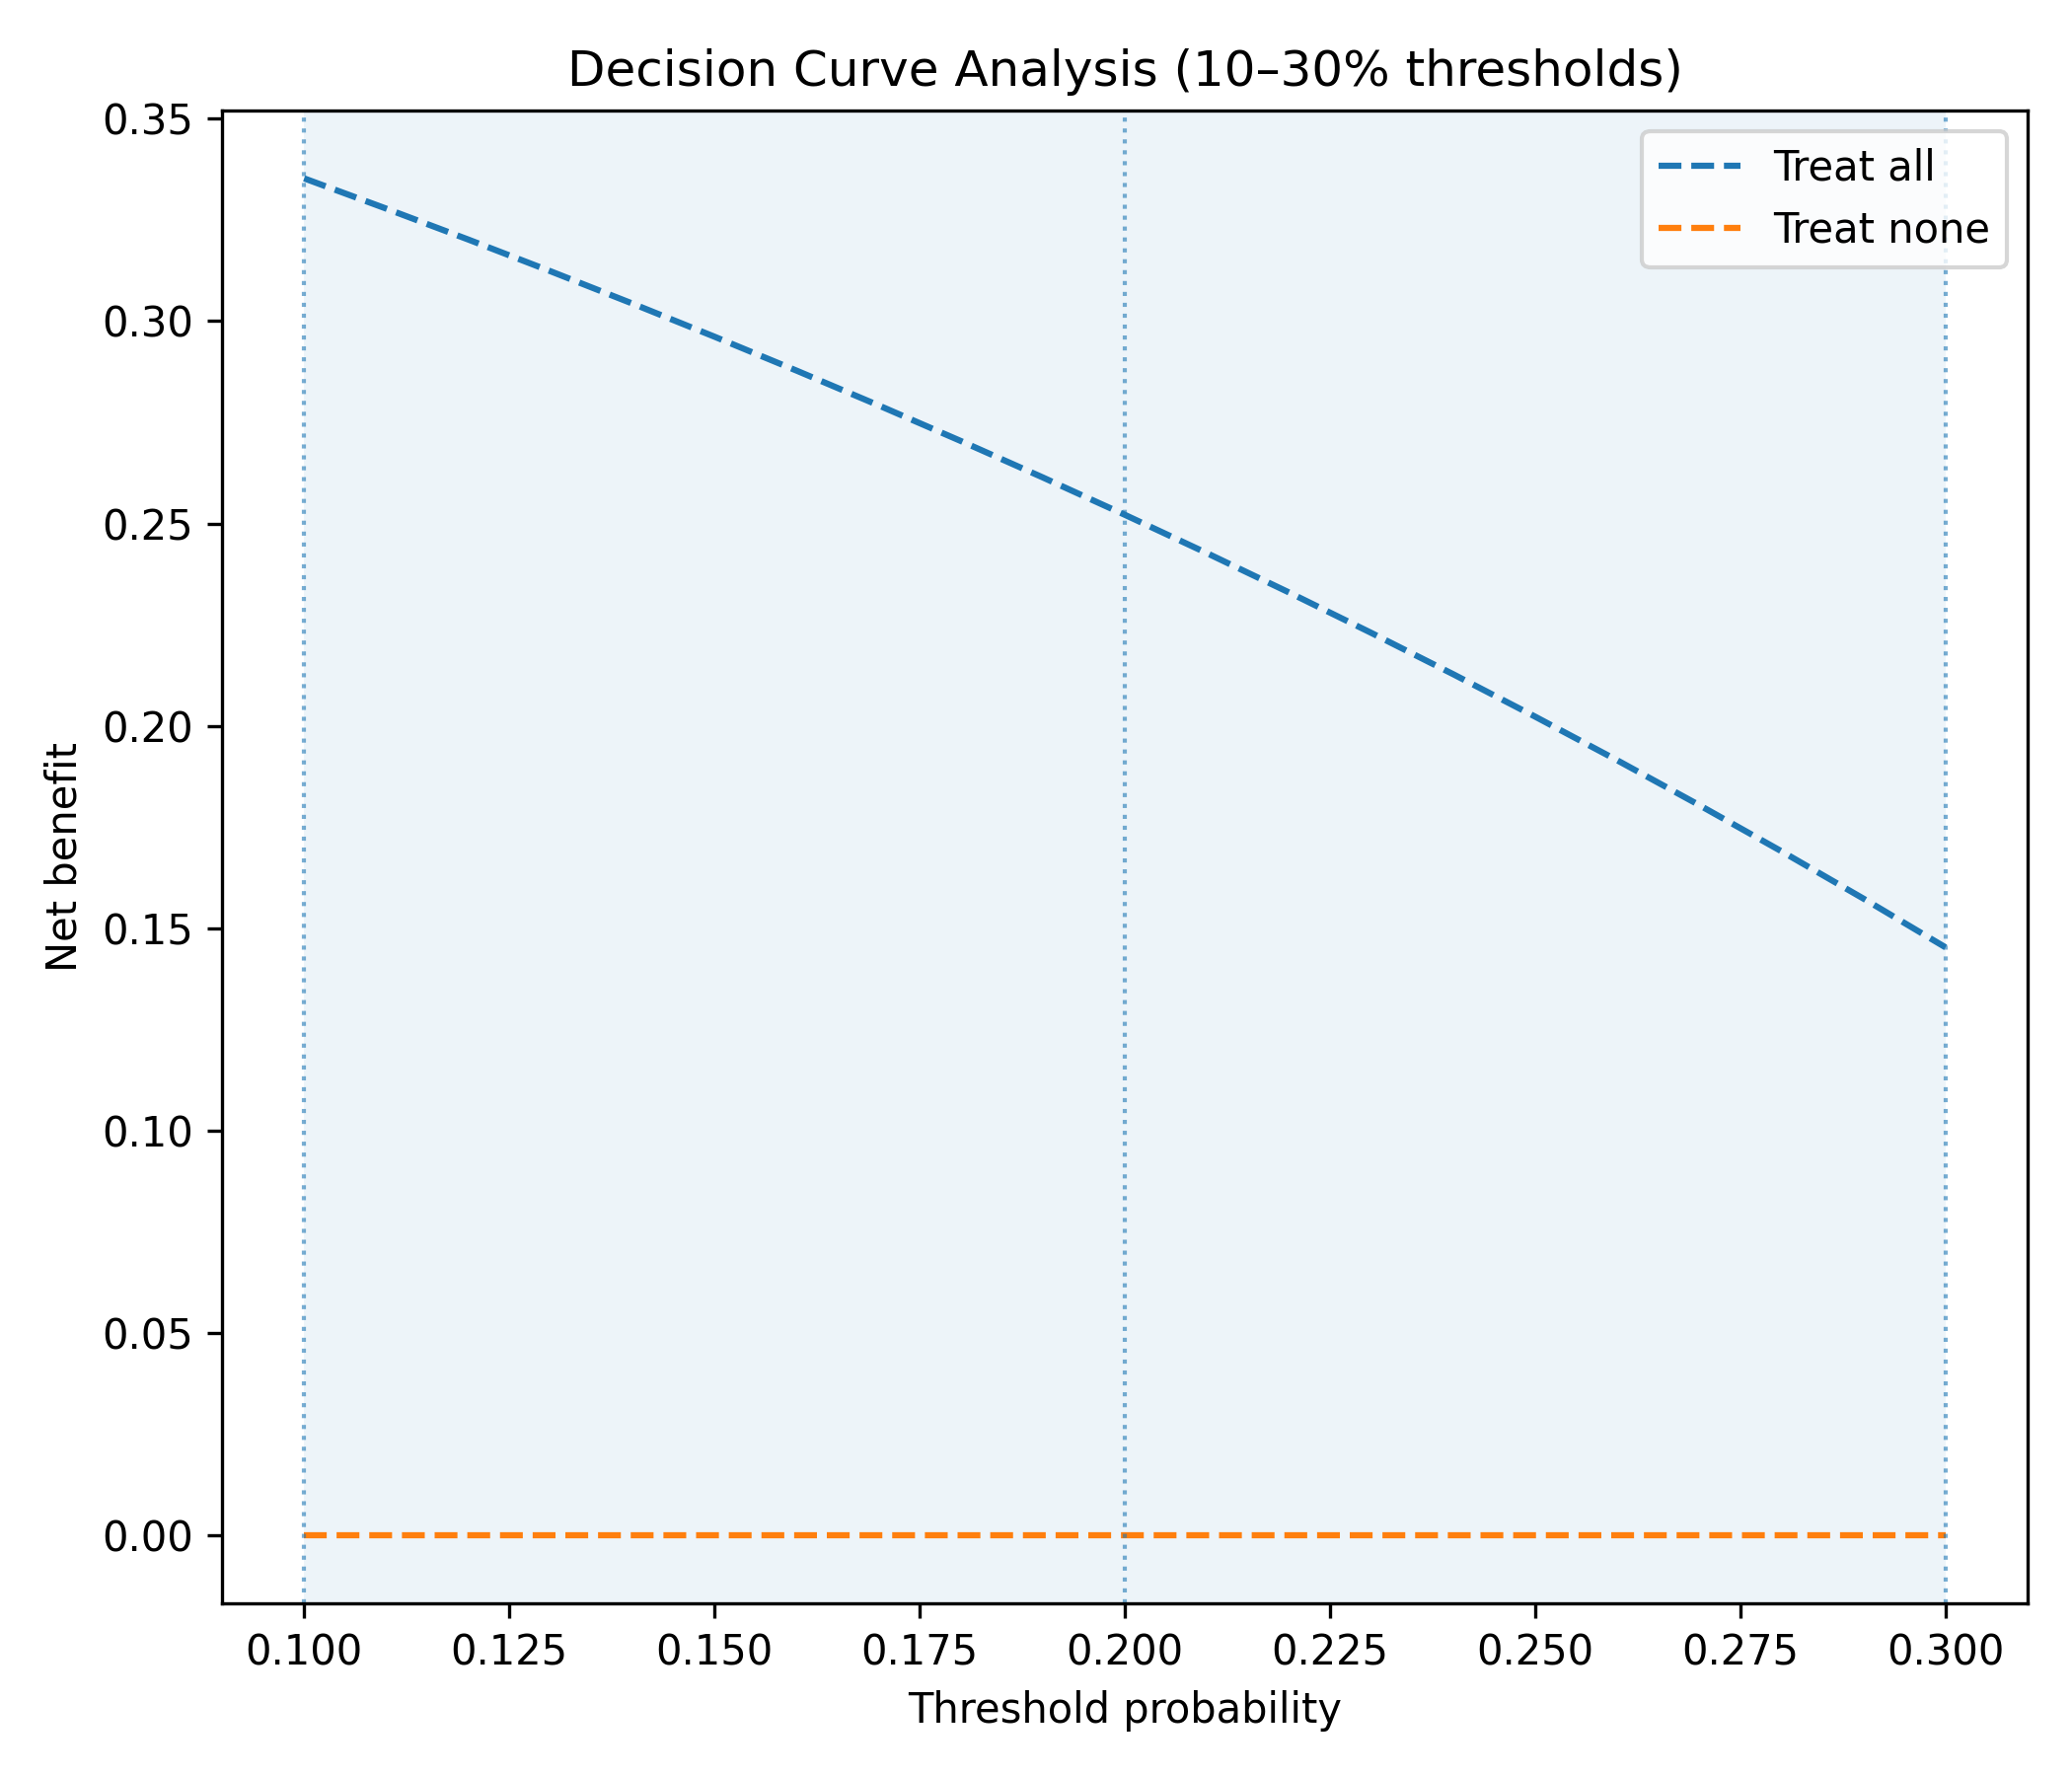 Decision Curve Analysis (10–30% thresholds)
Treat all
Treat none
Net benefit
0.35
0.30
0.25
0.20
0.15
0.10
0.05
0.00
0.100 0.125 0.150 0.175 0.200 0.225 0.250 0.275 0.300
Threshold probability